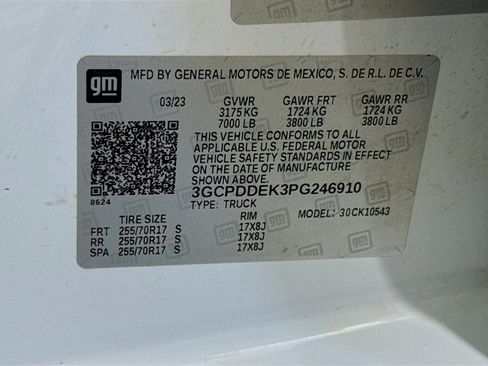 gm MFD BY GENERAL MOTORS DE MEXICO, S. DE R.L. DE C.V.
03/23 GVWR GAWR FRT GAWR RR
3175 KG 1724 KG 1724 KG
7000 LB 3800 LB 3800 LB
THIS VEHICLE CONFORMS TO ALL
APPLICABLE U.S. FEDERAL MOTOR
VEHICLE SAFETY STANDARDS IN EFFECT
ON THE DATE OF MANUFACTURE
SHOWN ABOVE.
3GCPDDEK3PG246910
8624 TYPE: TRUCK
TIRE SIZE RIM MODEL: 30CK10543
FRT 255/70R17 S 17X8J
RR 255/70R17 S 17X8J
SPA 255/70R17 S 17X8J